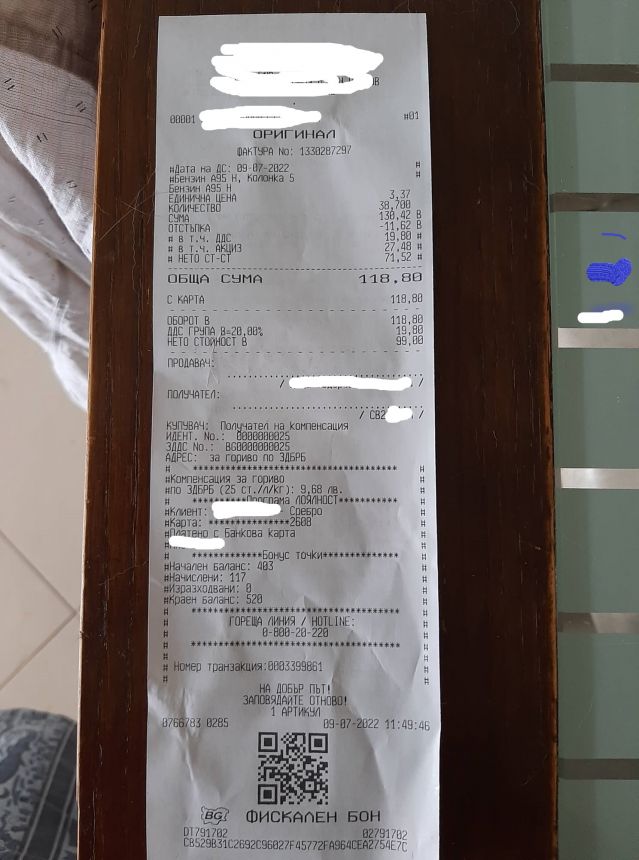 00001 #01
ОРИГИНАЛ
ФАКТУРА No: 1330287297
#Дата на ДС: 09-07-2022 #
#Бензин А95 Н, Колонка 5 #
Бензин А95 Н
ЕДИНИЧНА ЦЕНА 3,37
КОЛИЧЕСТВО 38,700
СУМА 130,42 В
ОТСТЪПКА -11,62 В
# в т.ч. ДДС 19,80 #
# в т.ч. АКЦИЗ 27,48 #
# НЕТО СТ-СТ 71,52 #
ОБЩА СУМА 118,80
С КАРТА 118,80
ОБОРОТ В 118,80
ДДС ГРУПА В=20,00% 19,80
НЕТО СТОЙНОСТ В 99,00
ПРОДАВАЧ:
/ /
ПОЛУЧАТЕЛ:
/ СВ2 /
КУПУВАЧ: Получател на компенсация
ИДЕНТ. No.: 0000000025
ЗДДС No.: BG0000000025
АДРЕС: за гориво по ЗДБРБ
# ************************************ #
#Компенсация за гориво #
#по ЗДБРБ (25 ст./л/кг): 9,68 лв. #
#**********Програма ЛОЯЛНОСТ********** #
#Клиент: - Сребро #
#Карта: ************2608 #
#Платено с Банкова карта #
# #
# ************Бонус точки************* #
#Начален баланс: 403 #
#Начислени: 117 #
#Изразходвани: 0 #
#Краен баланс: 520 #
# ************************************ #
# ГОРЕЩА ЛИНИЯ / HOTLINE: #
# 0-800-20-220 #
# ************************************ #
# Номер транзакция:0003399861 #
НА ДОБЪР ПЪТ!
ЗАПОВЯДАЙТЕ ОТНОВО!
1 АРТИКУЛ
0766783 0285 09-07-2022 11:49:46
BG ФИСКАЛЕН БОН
DT791702 02791702
CB529B31C2692C96027F45772FA964CEA2754E7C